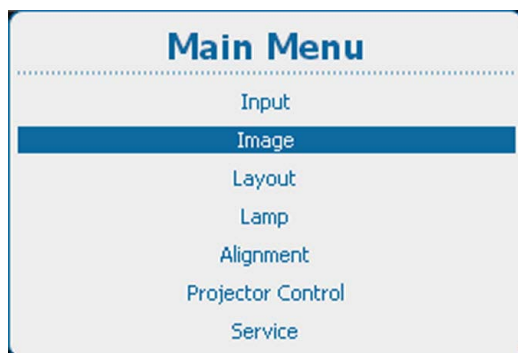 Main Menu
Input
Image
Layout
Lamp
Alignment
Projector Control
Service